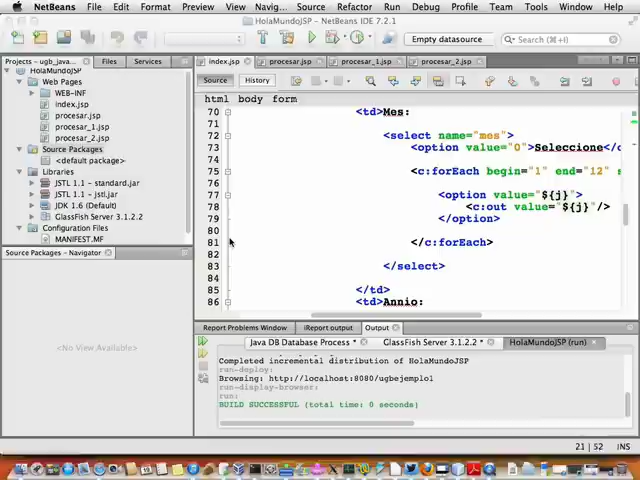 NetBeans File Edit View Navig... Source Refactor Run Debug Profile Team Tools Window Help
HolaMundoJSP - NetBeans IDE 7.2.1
Empty datasource
Search (⌘+I)
Projects – ugb_java...
Files
Services
HolaMundoJSP
Web Pages
WEB-INF
index.jsp
procesar.jsp
procesar_1.jsp
procesar_2.jsp
Source Packages
<default package>
Libraries
JSTL 1.1 - standard.jar
JSTL 1.1 - jstl.jar
JDK 1.6 (Default)
GlassFish Server 3.1.2.2
Configuration Files
MANIFEST.MF
Source Packages – Navigator
<No View Available>
index.jsp procesar.jsp procesar_1.jsp procesar_2.jsp
Source History
html body form
70 <td>Mes:
71
72 <select name="mes">
73 <option value="0">Seleccione</o
74
75 <c:forEach begin="1" end="12" s
76
77 <option value="${j}">
78 <c:out value="${j}"/>
79 </option>
80
81 </c:forEach>
82
83 </select>
84
85 </td>
86 <td>Annio:
Report Problems Window iReport output Output
Java DB Database Process GlassFish Server 3.1.2.2 HolaMundoJSP (run)
Completed incremental distribution of HolaMundoJSP
run-deploy:
Browsing: http://localhost:8080/ugbejemplo1
run-display-browser:
run:
BUILD SUCCESSFUL (total time: 0 seconds)
21 | 52 INS